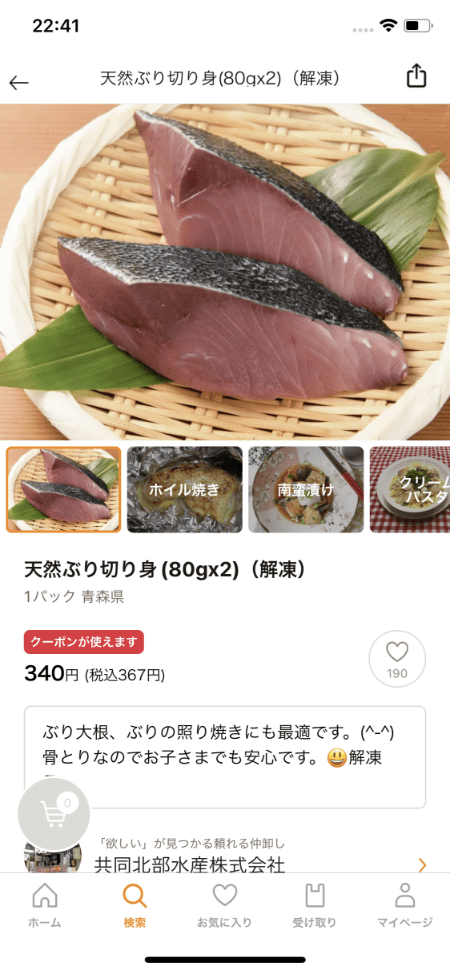 22:41
天然ぶり切り身(80gx2)（解凍）
ホイル焼き
南蛮漬け
クリーム
パスタ
天然ぶり切り身(80gx2)（解凍）
1パック 青森県
クーポンが使えます
340円 (税込367円)
190
ぶり大根、ぶりの照り焼きにも最適です。(^-^)
骨とりなのでお子さまでも安心です。😃解凍
0
「欲しい」が見つかる頼れる仲卸し
共同北部水産株式会社
ホーム
検索
お気に入り
受け取り
マイページ